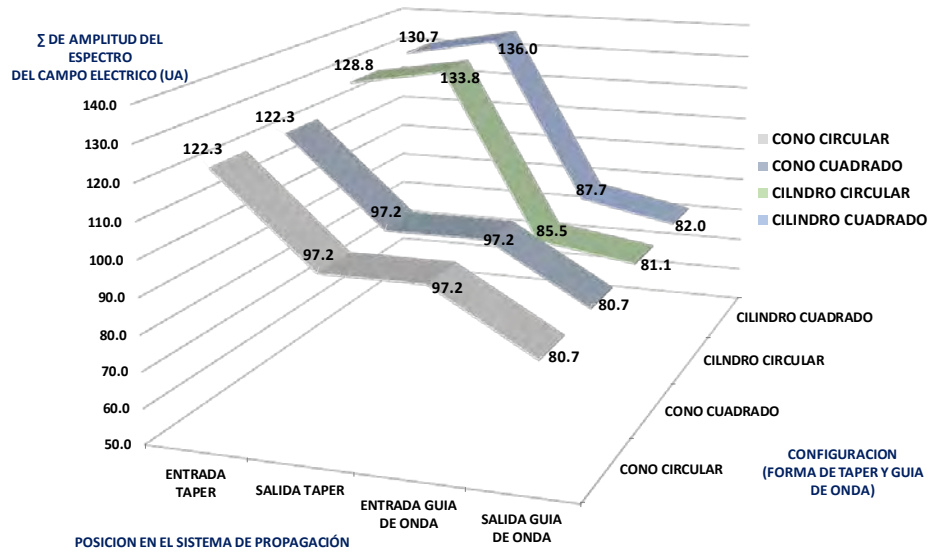 ∑ DE AMPLITUD DEL
ESPECTRO
DEL CAMPO ELECTRICO (UA)
140.0
130.0
120.0
110.0
100.0
90.0
80.0
70.0
60.0
50.0
122.3
97.2
97.2
80.7
122.3
97.2
97.2
80.7
128.8
133.8
85.5
81.1
130.7
136.0
87.7
82.0
CONO CIRCULAR
CONO CUADRADO
CILNDRO CIRCULAR
CILINDRO CUADRADO
CILINDRO CUADRADO
CILNDRO CIRCULAR
CONO CUADRADO
CONO CIRCULAR
CONFIGURACION
(FORMA DE TAPER Y GUIA
DE ONDA)
ENTRADA
TAPER
SALIDA TAPER
ENTRADA GUIA
DE ONDA
SALIDA GUIA
DE ONDA
POSICION EN EL SISTEMA DE PROPAGACIÓN